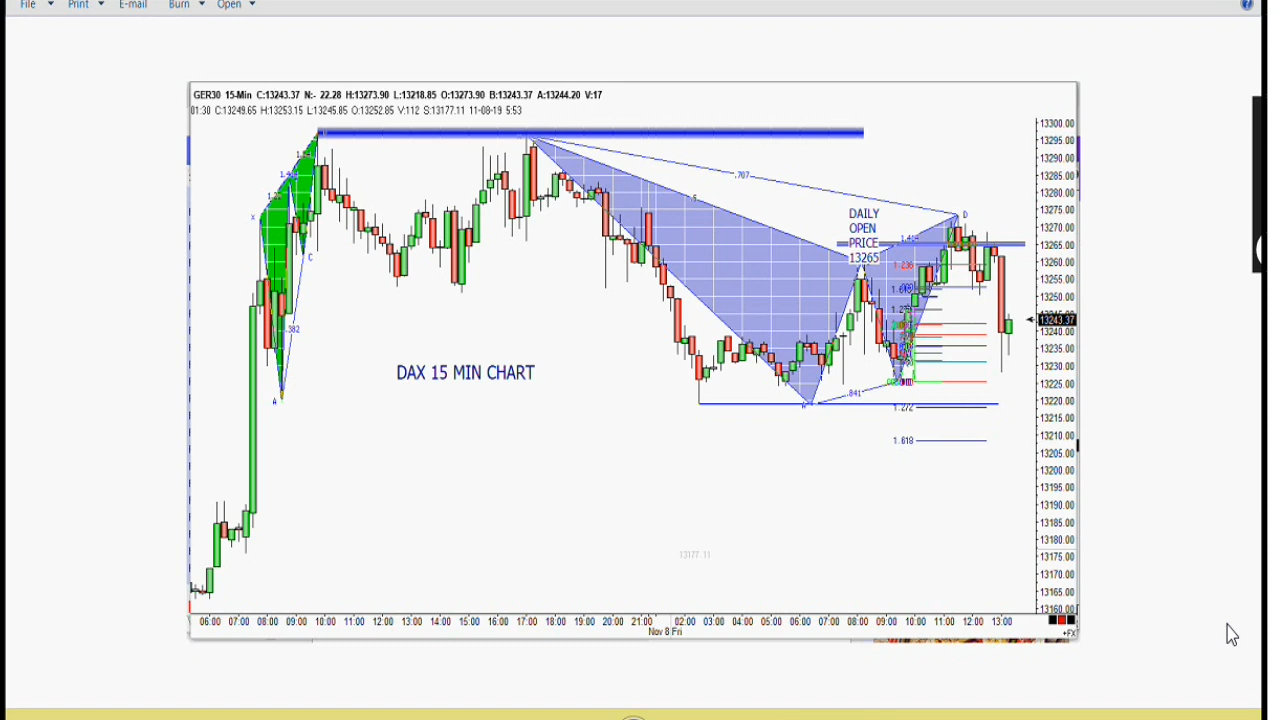 File Print E-mail Burn Open
GER30 15-Min C:13243.37 N:- 22.28 H:13273.90 L:13218.85 O:13273.90 B:13243.37 A:13244.20 V:17
01:30 C:13249.65 H:13253.15 L:13245.85 O:13252.85 V:112 S:13177.11 11-08-19 5:53
13300.00
13295.00
13290.00
13285.00
13280.00
13275.00
13270.00
13265.00
13260.00
13255.00
13250.00
13243.37
13240.00
13235.00
13230.00
13225.00
13220.00
13215.00
13210.00
13205.00
13200.00
13195.00
13190.00
13185.00
13180.00
13175.00
13170.00
13165.00
13160.00
X
A
C
.382
.707
.5
D
DAILY
OPEN
PRICE
13265
1.236
.841
1.272
1.618
DAX 15 MIN CHART
13177.11
06:00 07:00 08:00 09:00 10:00 11:00 12:00 13:00 14:00 15:00 16:00 17:00 18:00 19:00 20:00 21:00 02:00 03:00 04:00 05:00 06:00 07:00 08:00 09:00 10:00 11:00 12:00 13:00
Nov 8 Fri
+FX